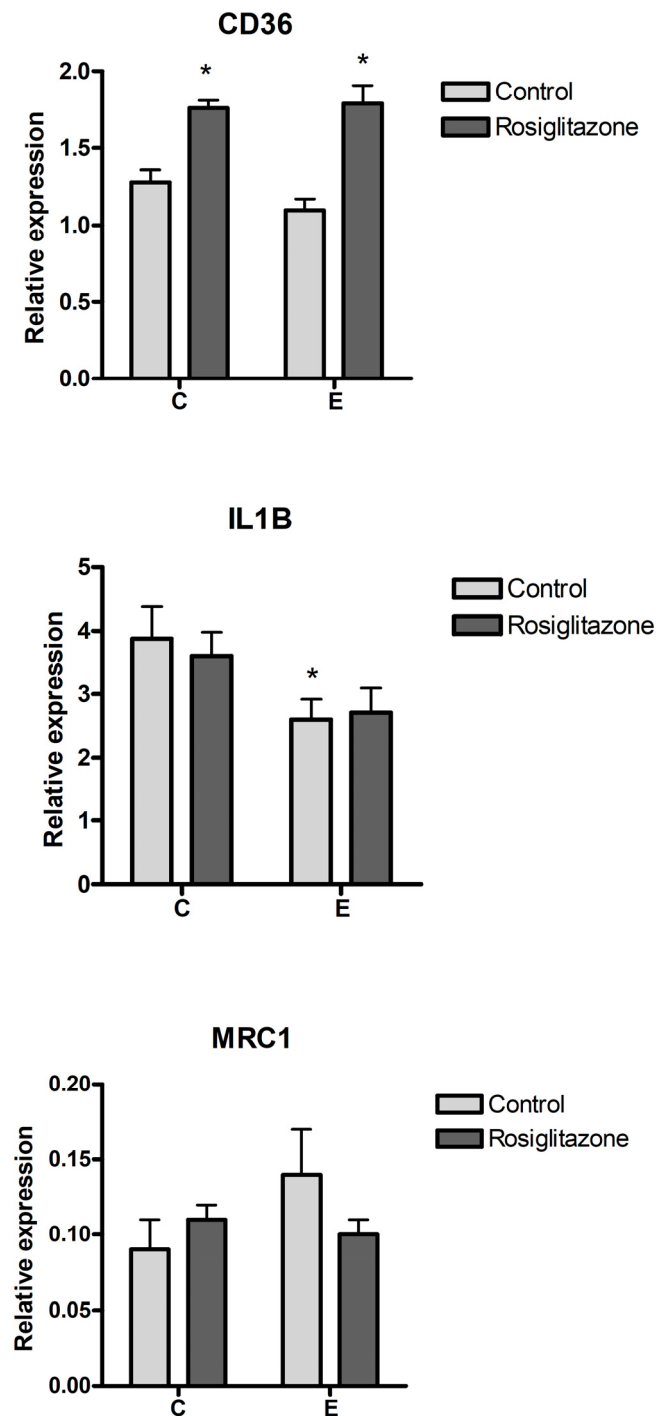 CD36
*
*
Relative expression
2.0
1.5
1.0
0.5
0.0
C
E
Control
Rosiglitazone
IL1B
*
Relative expression
5
4
3
2
1
0
C
E
Control
Rosiglitazone
MRC1
Relative expression
0.20
0.15
0.10
0.05
0.00
C
E
Control
Rosiglitazone